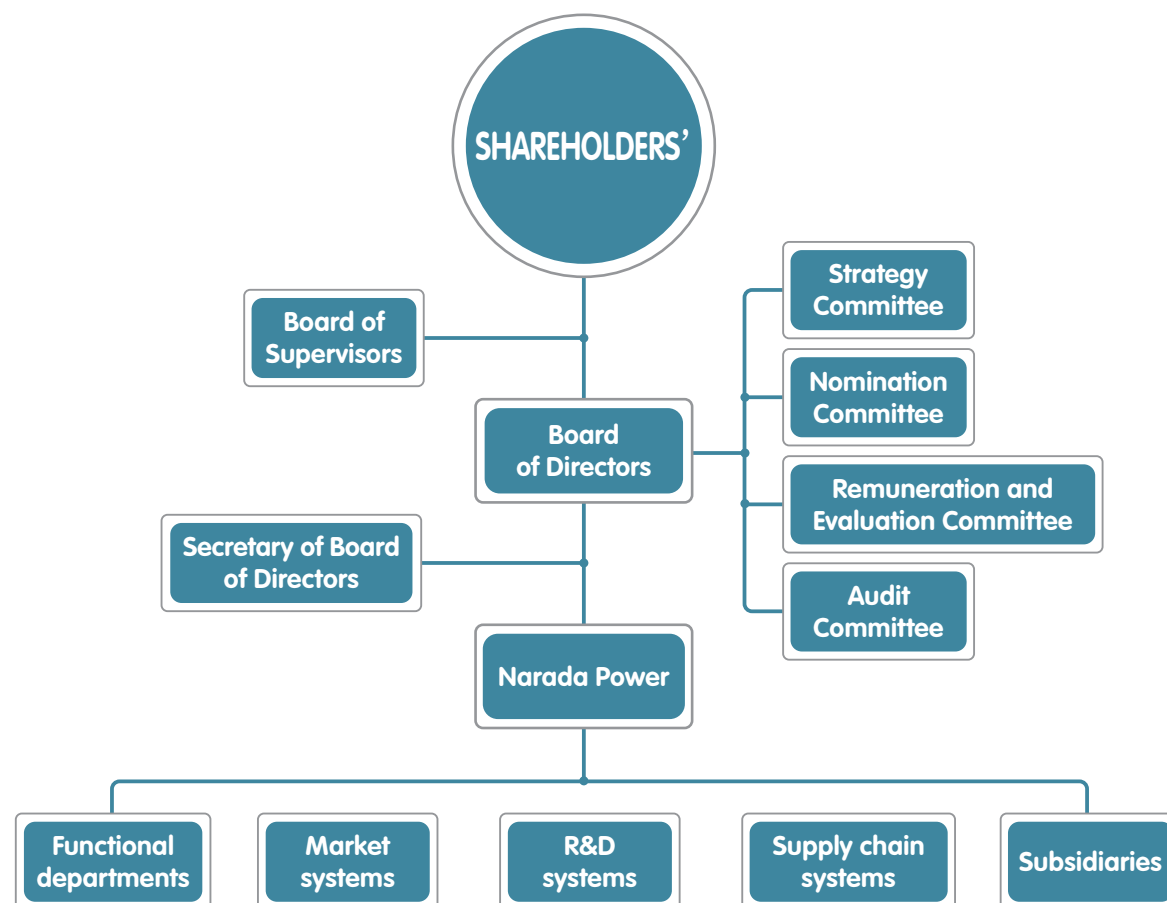 SHAREHOLDERS’
Strategy
Committee
Board of
Supervisors
Nomination
Committee
Board
of Directors
Remuneration and
Evaluation Committee
Secretary of Board
of Directors
Audit
Committee
Narada Power
Functional
departments
Market
systems
R&D
systems
Supply chain
systems
Subsidiaries